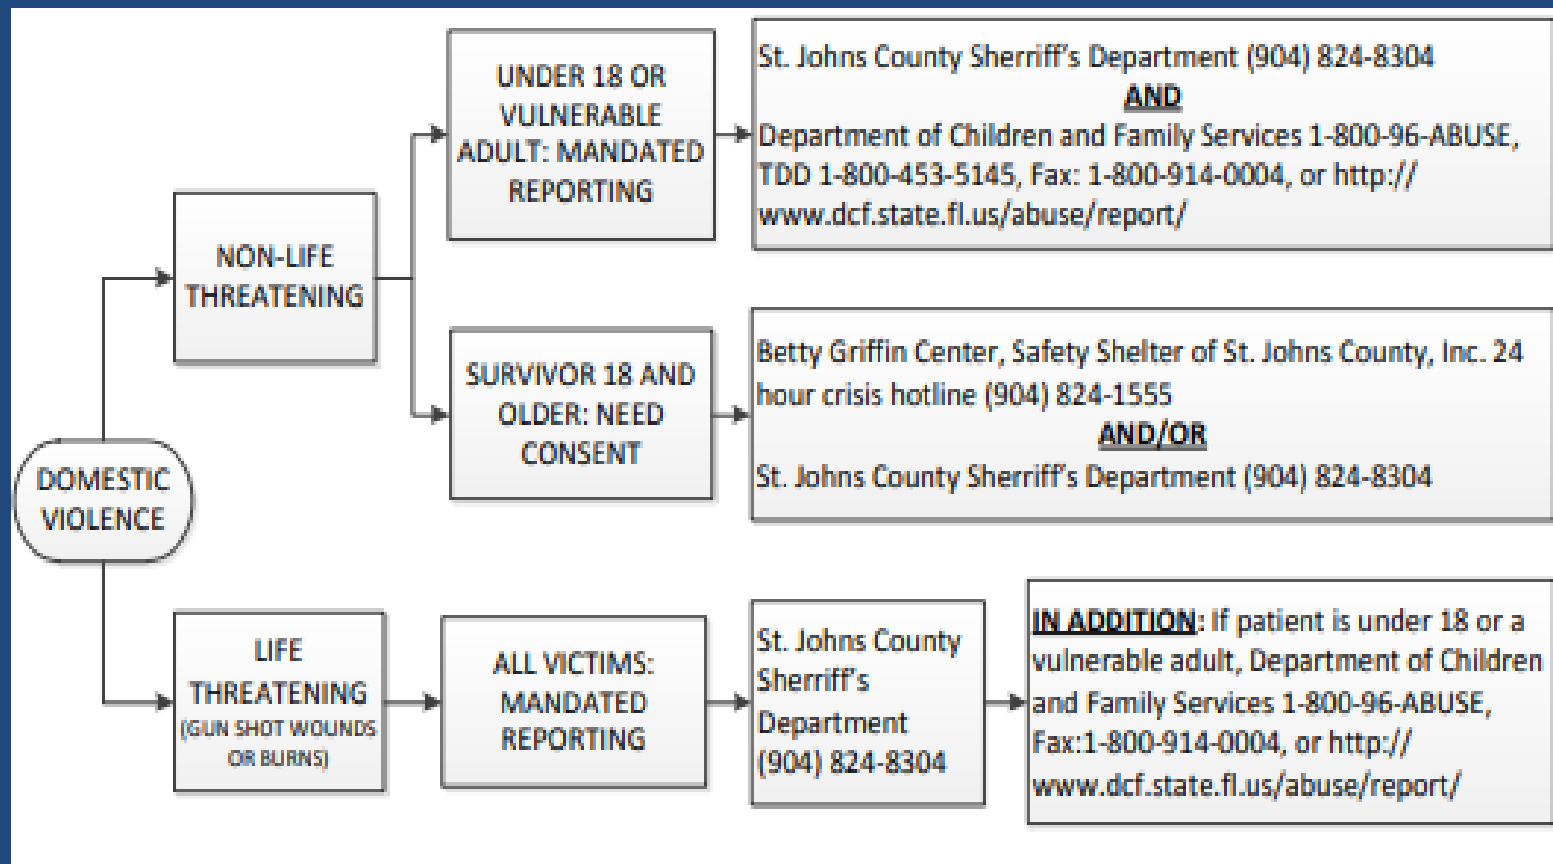 UNDER 18 OR
VULNERABLE
ADULT: MANDATED
REPORTING
St. Johns County Sherriff's Department (904) 824-8304
AND
Department of Children and Family Services 1-800-96-ABUSE,
TDD 1-800-453-5145, Fax: 1-800-914-0004, or http://
www.dcf.state.fl.us/abuse/report/
NON-LIFE
THREATENING
SURVIVOR 18 AND
OLDER: NEED
CONSENT
Betty Griffin Center, Safety Shelter of St. Johns County, Inc. 24
hour crisis hotline (904) 824-1555
AND/OR
St. Johns County Sherriff's Department (904) 824-8304
DOMESTIC
VIOLENCE
LIFE
THREATENING
(GUN SHOT WOUNDS
OR BURNS)
ALL VICTIMS:
MANDATED
REPORTING
St. Johns County
Sherriff's
Department
(904) 824-8304
IN ADDITION: If patient is under 18 or a
vulnerable adult, Department of Children
and Family Services 1-800-96-ABUSE,
Fax:1-800-914-0004, or http://
www.dcf.state.fl.us/abuse/report/